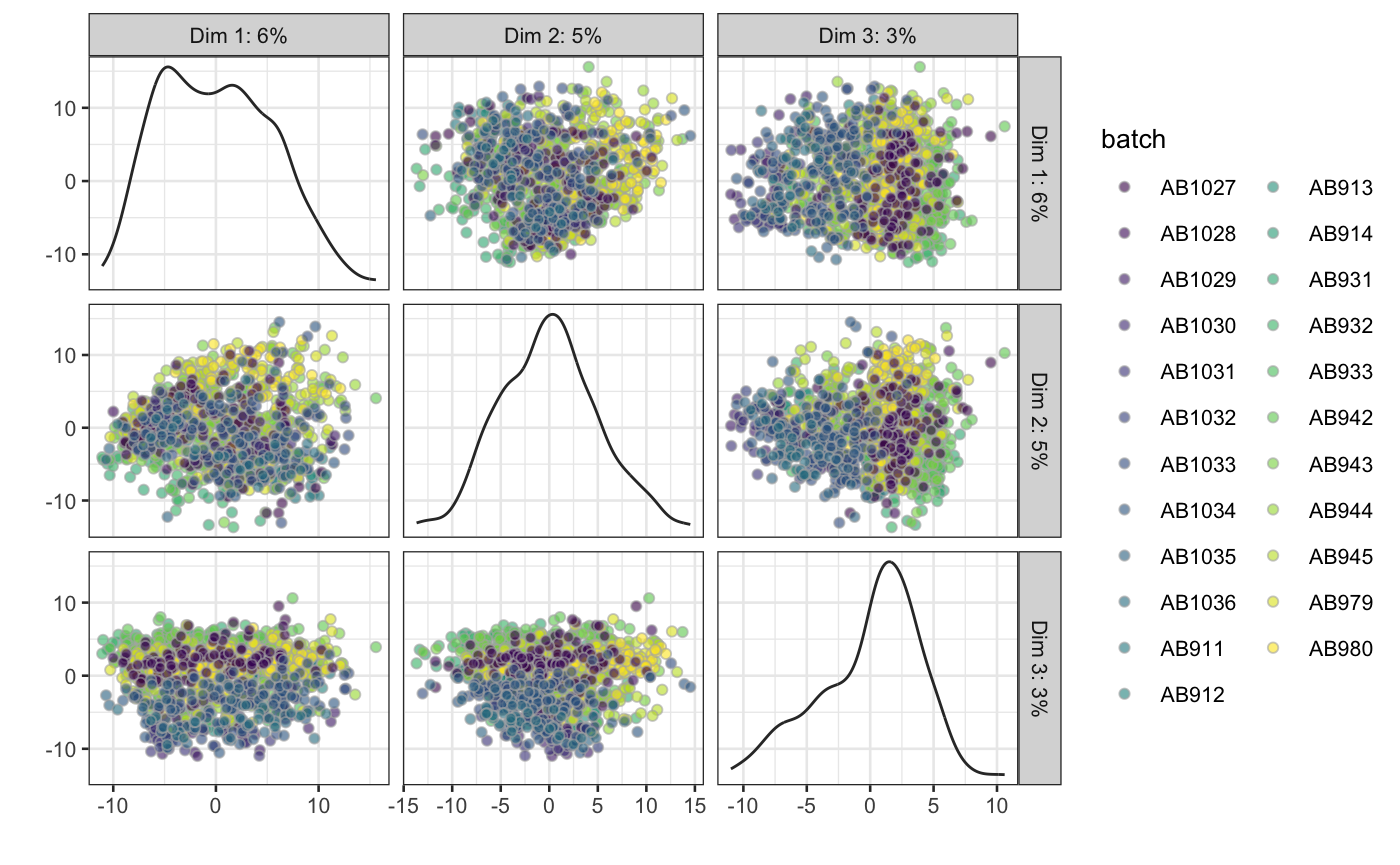 Dim 1: 6%
Dim 2: 5%
Dim 3: 3%
10
0
-10
Dim 1: 6%
10
0
-10
Dim 2: 5%
10
0
-10
Dim 3: 3%
-10 0 10
-15 -10 -5 0 5 10 15
-10 -5 0 5 10
batch
AB1027 AB913
AB1028 AB914
AB1029 AB931
AB1030 AB932
AB1031 AB933
AB1032 AB942
AB1033 AB943
AB1034 AB944
AB1035 AB945
AB1036 AB979
AB911 AB980
AB912